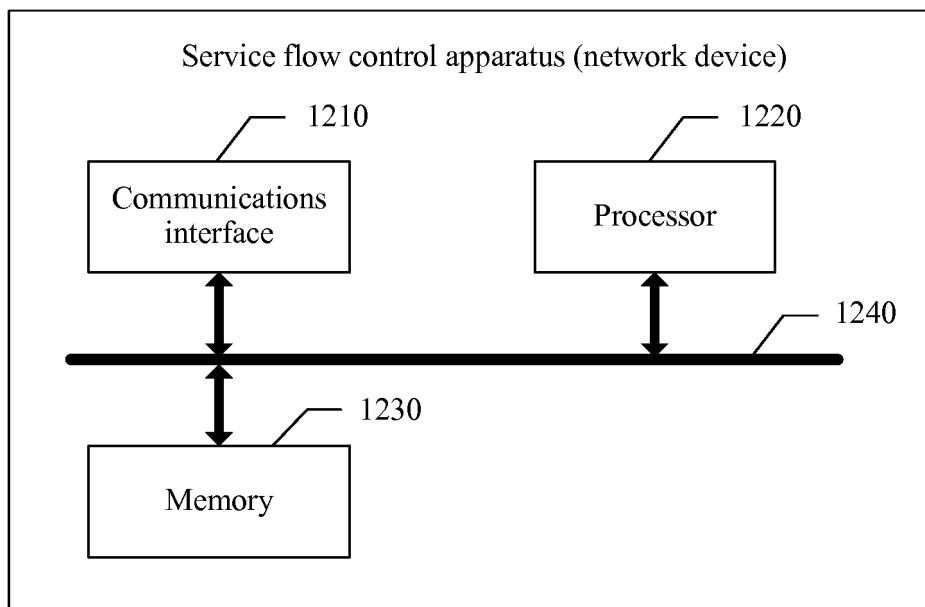 Service flow control apparatus (network device)
1210
1220
Communications
interface
Processor
1240
1230
Memory